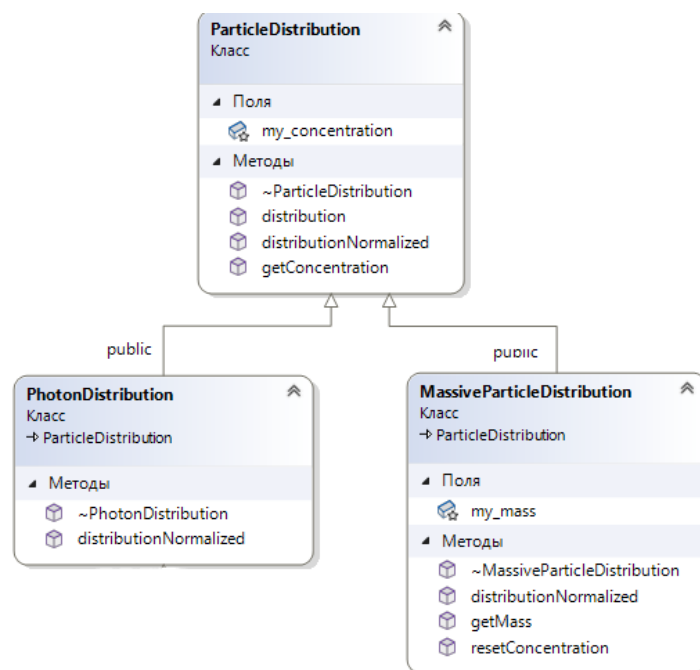 ParticleDistribution
Класс
Поля
my_concentration
Методы
~ParticleDistribution
distribution
distributionNormalized
getConcentration
public
public
PhotonDistribution
Класс
ParticleDistribution
Методы
~PhotonDistribution
distributionNormalized
MassiveParticleDistribution
Класс
ParticleDistribution
Поля
my_mass
Методы
~MassiveParticleDistribution
distributionNormalized
getMass
resetConcentration